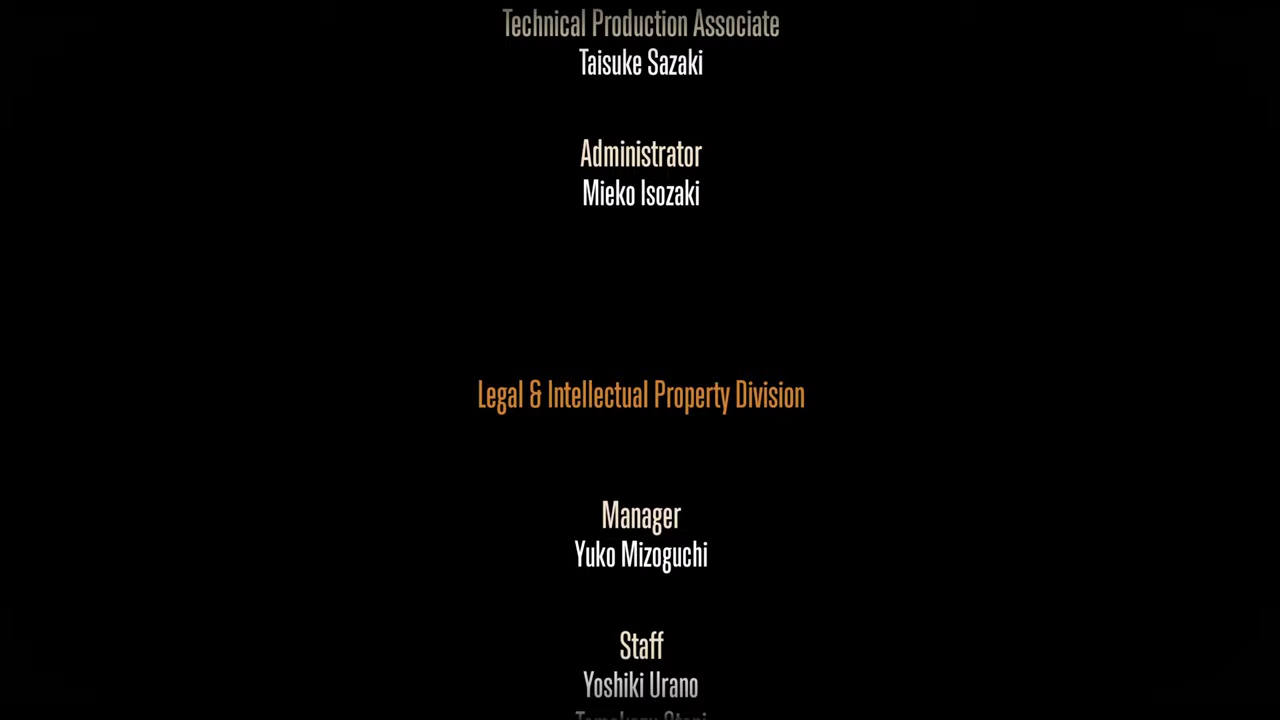 Technical Production Associate
Taisuke Sazaki
Administrator
Mieko Isozaki
Legal & Intellectual Property Division
Manager
Yuko Mizoguchi
Staff
Yoshiki Urano